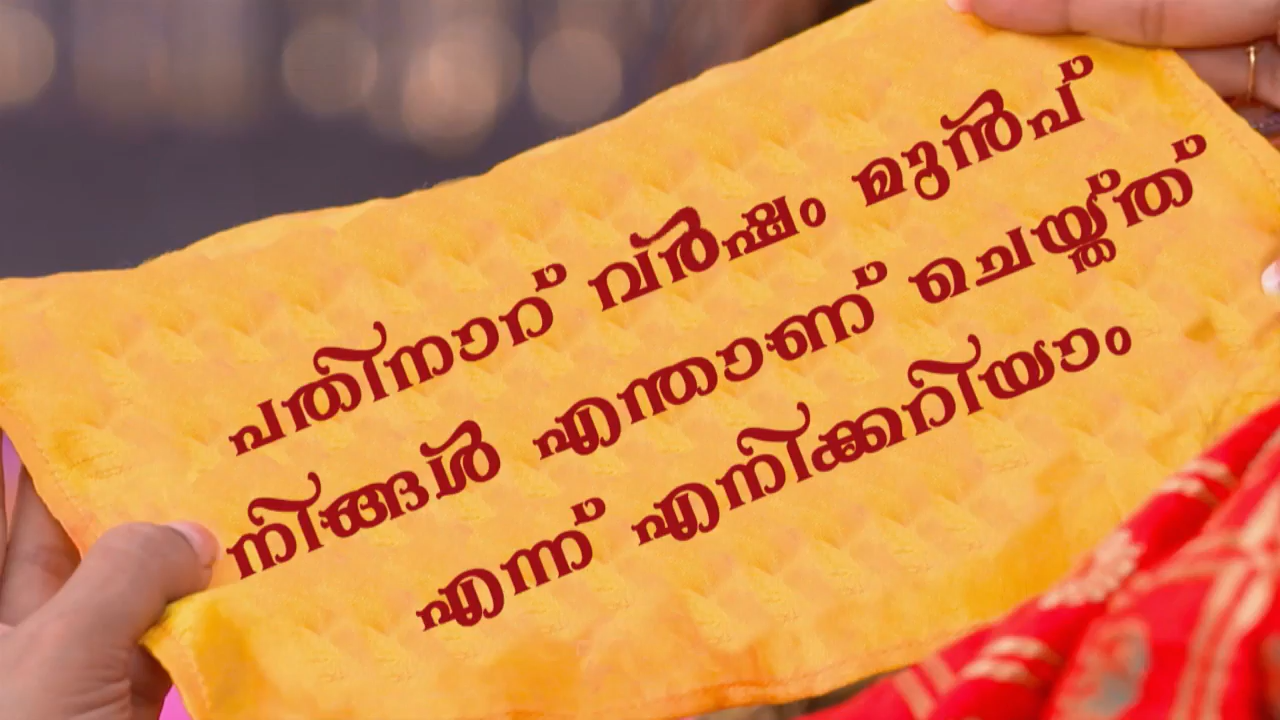 പതിനാറ് വർഷം മുൻപ്
നിങ്ങൾ എന്താണ് ചെയ്തത്
എന്ന് എനിക്കറിയാം